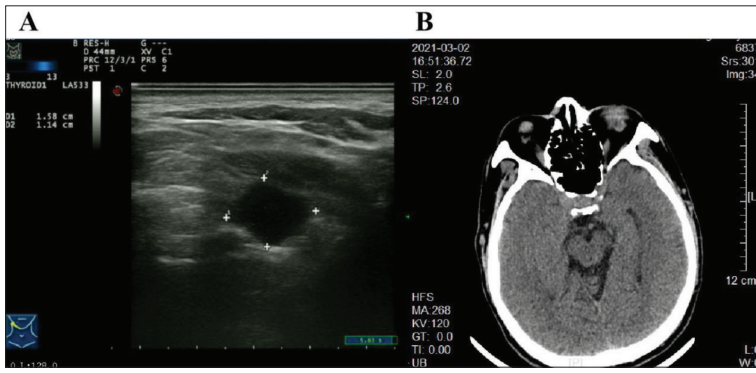 A
B RES-H G ---
D 44mm XV C1
PRC 12/3/1 PRS 6
PST 1 C 2
3 13
THYROID1 LA533
D1 1.58 cm
D2 1.14 cm
B
2021-03-02
16:51:36.72
SL: 2.0
TP: 2.6
SP:124.0
683
Srs:30
Img:34
[L
12 cm
HFS
MA:268
KV:120
GT: 0.0
TI: 0.00
UB
L:
W: